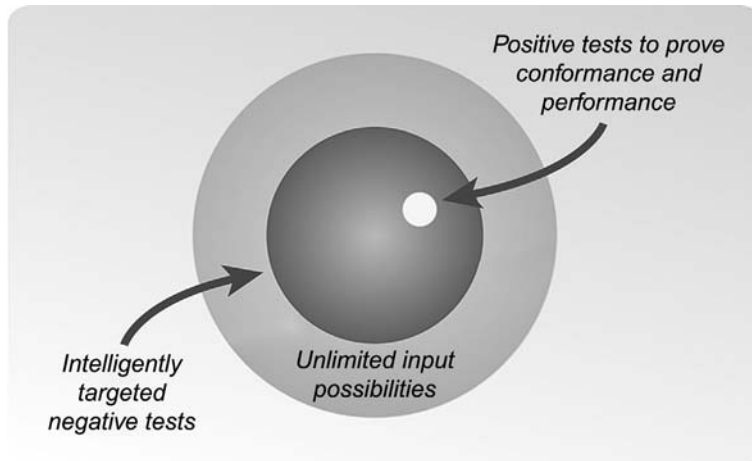 Positive tests to prove
conformance and
performance
Intelligently
targeted
negative tests
Unlimited input
possibilities